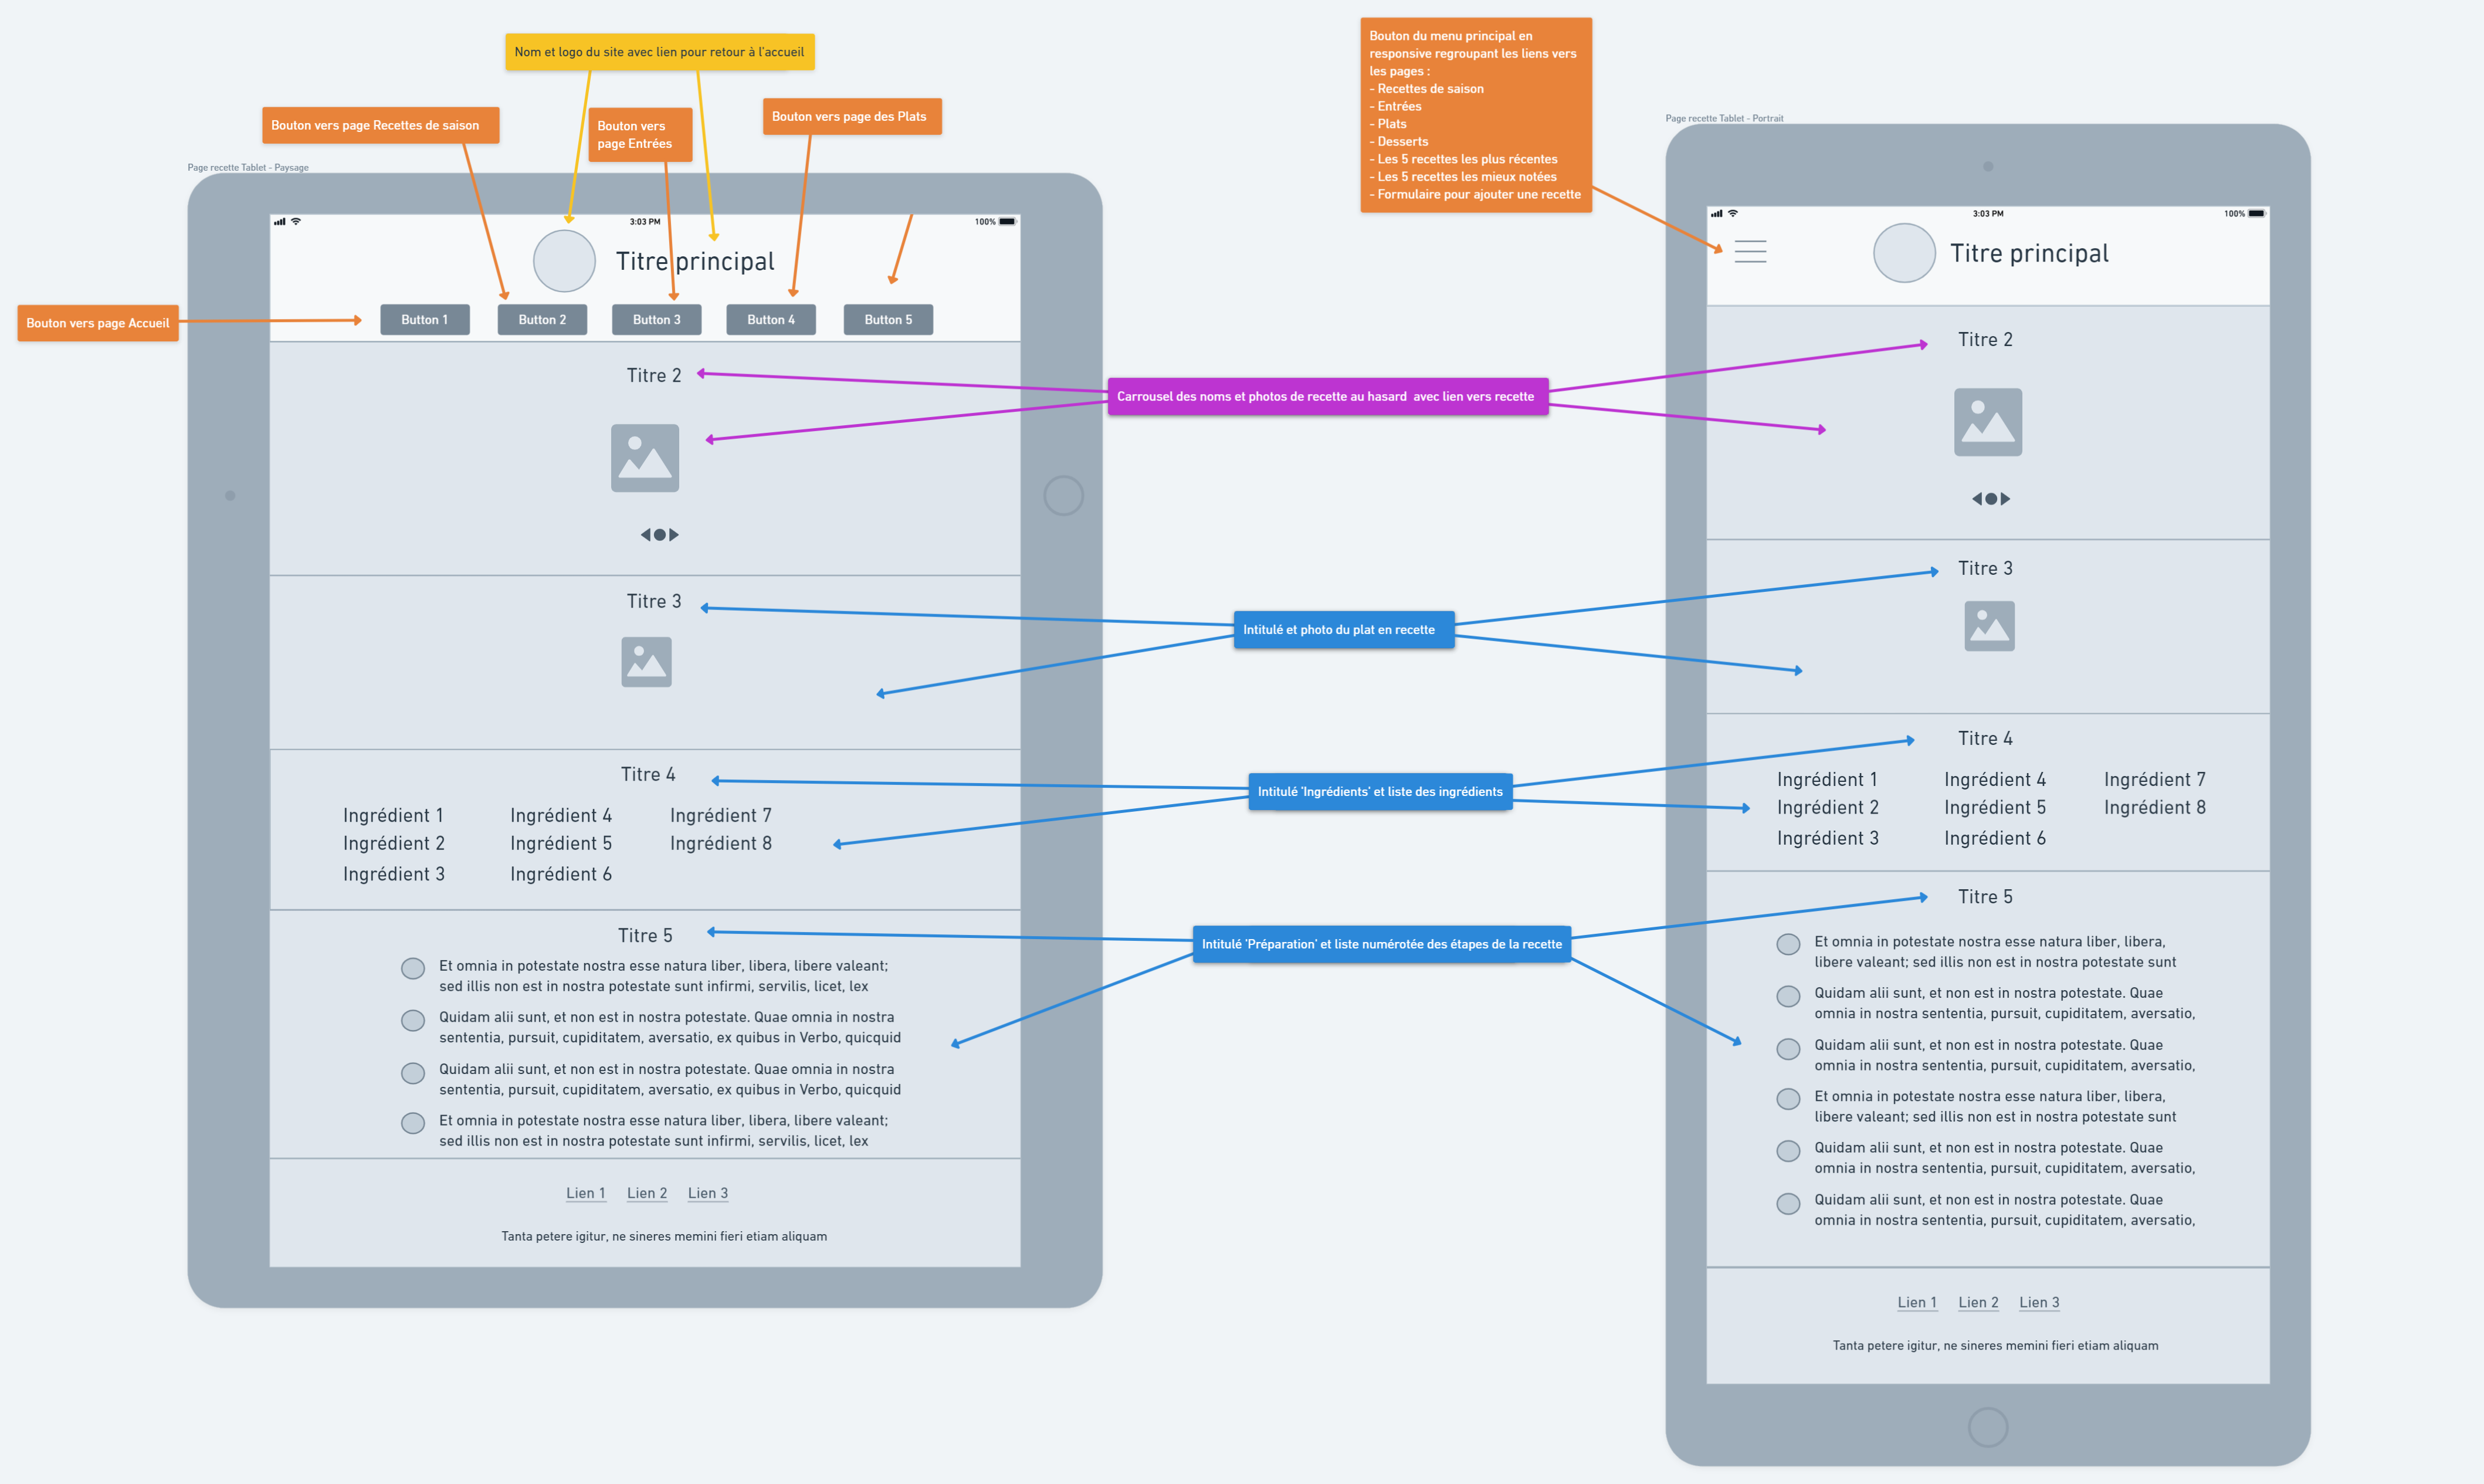 Nom et logo du site avec lien pour retour à l'accueil
Bouton vers page Recettes de saison
Bouton vers
page Entrées
Bouton vers page des Plats
Bouton vers page Accueil
Page recette Tablet - Paysage
3:03 PM
100%
Titre principal
Button 1
Button 2
Button 3
Button 4
Button 5
Titre 2
Titre 3
Titre 4
Ingrédient 1
Ingrédient 4
Ingrédient 7
Ingrédient 2
Ingrédient 5
Ingrédient 8
Ingrédient 3
Ingrédient 6
Titre 5
Et omnia in potestate nostra esse natura liber, libera, libere valeant;
sed illis non est in nostra potestate sunt infirmi, servilis, licet, lex
Quidam alii sunt, et non est in nostra potestate. Quae omnia in nostra
sententia, pursuit, cupiditatem, aversatio, ex quibus in Verbo, quicquid
Quidam alii sunt, et non est in nostra potestate. Quae omnia in nostra
sententia, pursuit, cupiditatem, aversatio, ex quibus in Verbo, quicquid
Et omnia in potestate nostra esse natura liber, libera, libere valeant;
sed illis non est in nostra potestate sunt infirmi, servilis, licet, lex
Lien 1
Lien 2
Lien 3
Tanta petere igitur, ne sineres memini fieri etiam aliquam
Carrousel des noms et photos de recette au hasard  avec lien vers recette
Intitulé et photo du plat en recette
Intitulé 'Ingrédients' et liste des ingrédients
Intitulé 'Préparation' et liste numérotée des étapes de la recette
Bouton du menu principal en
responsive regroupant les liens vers
les pages :
- Recettes de saison
- Entrées
- Plats
- Desserts
- Les 5 recettes les plus récentes
- Les 5 recettes les mieux notées
- Formulaire pour ajouter une recette
Page recette Tablet - Portrait
3:03 PM
100%
Titre principal
Titre 2
Titre 3
Titre 4
Ingrédient 1
Ingrédient 4
Ingrédient 7
Ingrédient 2
Ingrédient 5
Ingrédient 8
Ingrédient 3
Ingrédient 6
Titre 5
Et omnia in potestate nostra esse natura liber, libera,
libere valeant; sed illis non est in nostra potestate sunt
Quidam alii sunt, et non est in nostra potestate. Quae
omnia in nostra sententia, pursuit, cupiditatem, aversatio,
Quidam alii sunt, et non est in nostra potestate. Quae
omnia in nostra sententia, pursuit, cupiditatem, aversatio,
Et omnia in potestate nostra esse natura liber, libera,
libere valeant; sed illis non est in nostra potestate sunt
Quidam alii sunt, et non est in nostra potestate. Quae
omnia in nostra sententia, pursuit, cupiditatem, aversatio,
Quidam alii sunt, et non est in nostra potestate. Quae
omnia in nostra sententia, pursuit, cupiditatem, aversatio,
Lien 1
Lien 2
Lien 3
Tanta petere igitur, ne sineres memini fieri etiam aliquam